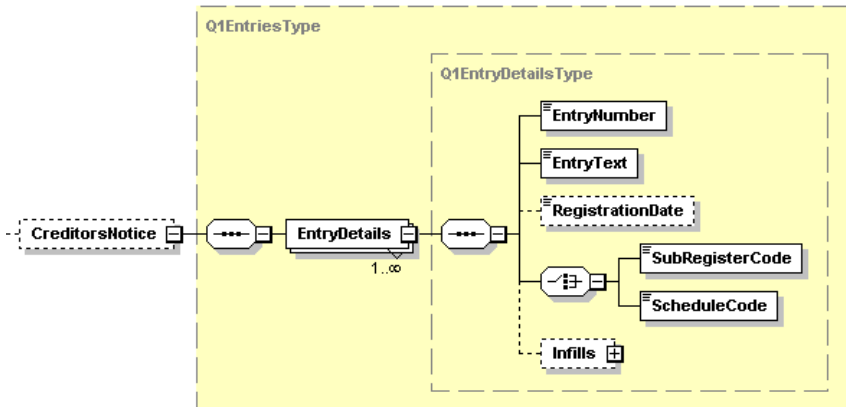 Q1EntriesType
Q1EntryDetailsType
EntryNumber
EntryText
RegistrationDate
CreditorsNotice
EntryDetails
1..∞
SubRegisterCode
ScheduleCode
Infills